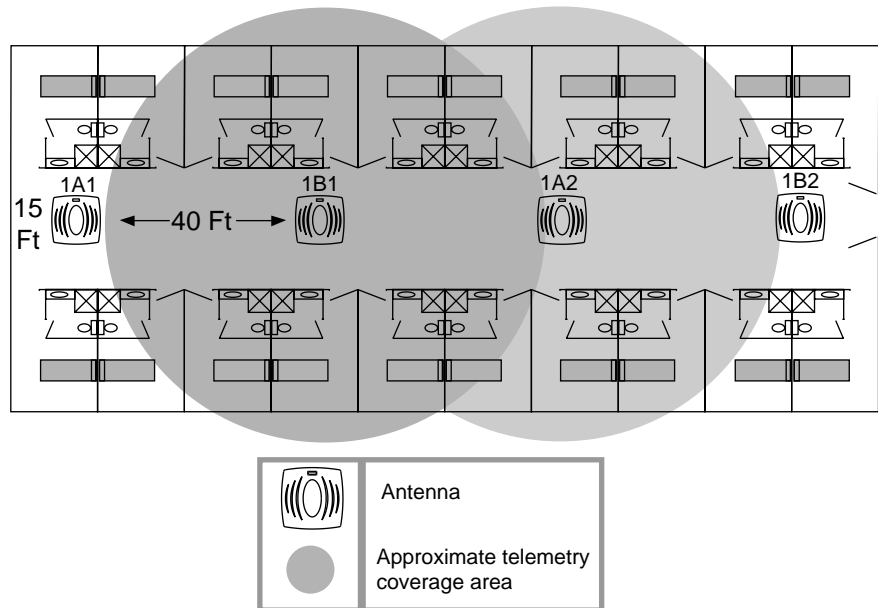 1A1
1B1
1A2
1B2
15
Ft
40 Ft
Antenna
Approximate telemetry
coverage area